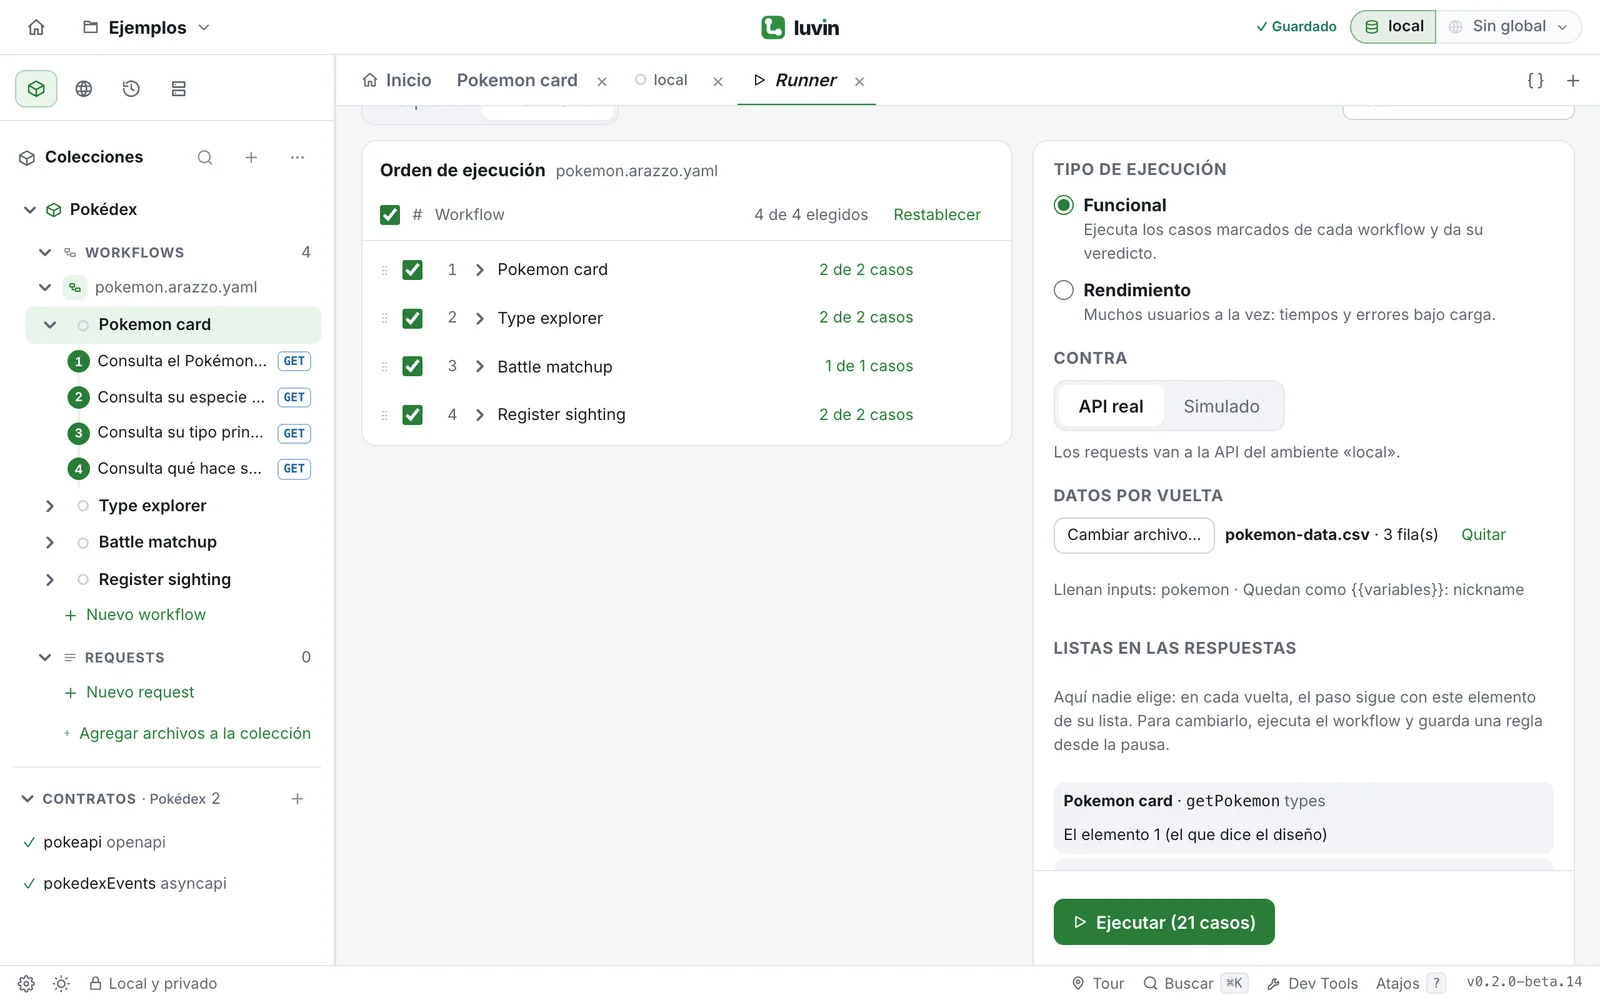 Ejemplos
luvin
Guardado
local
Sin global
Inicio
Pokemon card
local
Runner
{ }
Colecciones
Pokédex
WORKFLOWS 4
pokemon.arazzo.yaml
Pokemon card
1 Consulta el Pokémon... GET
2 Consulta su especie ... GET
3 Consulta su tipo prin... GET
4 Consulta qué hace s... GET
Type explorer
Battle matchup
Register sighting
+ Nuevo workflow
REQUESTS 0
+ Nuevo request
+ Agregar archivos a la colección
CONTRATOS · Pokédex 2
pokeapi openapi
pokedexEvents asyncapi
Orden de ejecución pokemon.arazzo.yaml
# Workflow 4 de 4 elegidos Restablecer
1 Pokemon card 2 de 2 casos
2 Type explorer 2 de 2 casos
3 Battle matchup 1 de 1 casos
4 Register sighting 2 de 2 casos
TIPO DE EJECUCIÓN
Funcional
Ejecuta los casos marcados de cada workflow y da su
veredicto.
Rendimiento
Muchos usuarios a la vez: tiempos y errores bajo carga.
CONTRA
API real Simulado
Los requests van a la API del ambiente «local».
DATOS POR VUELTA
Cambiar archivo... pokemon-data.csv · 3 fila(s) Quitar
Llenan inputs: pokemon · Quedan como {{variables}}: nickname
LISTAS EN LAS RESPUESTAS
Aquí nadie elige: en cada vuelta, el paso sigue con este elemento
de su lista. Para cambiarlo, ejecuta el workflow y guarda una regla
desde la pausa.
Pokemon card · getPokemon types
El elemento 1 (el que dice el diseño)
Ejecutar (21 casos)
Local y privado
Tour
Buscar ⌘K
Dev Tools
Atajos ?
v0.2.0-beta.14